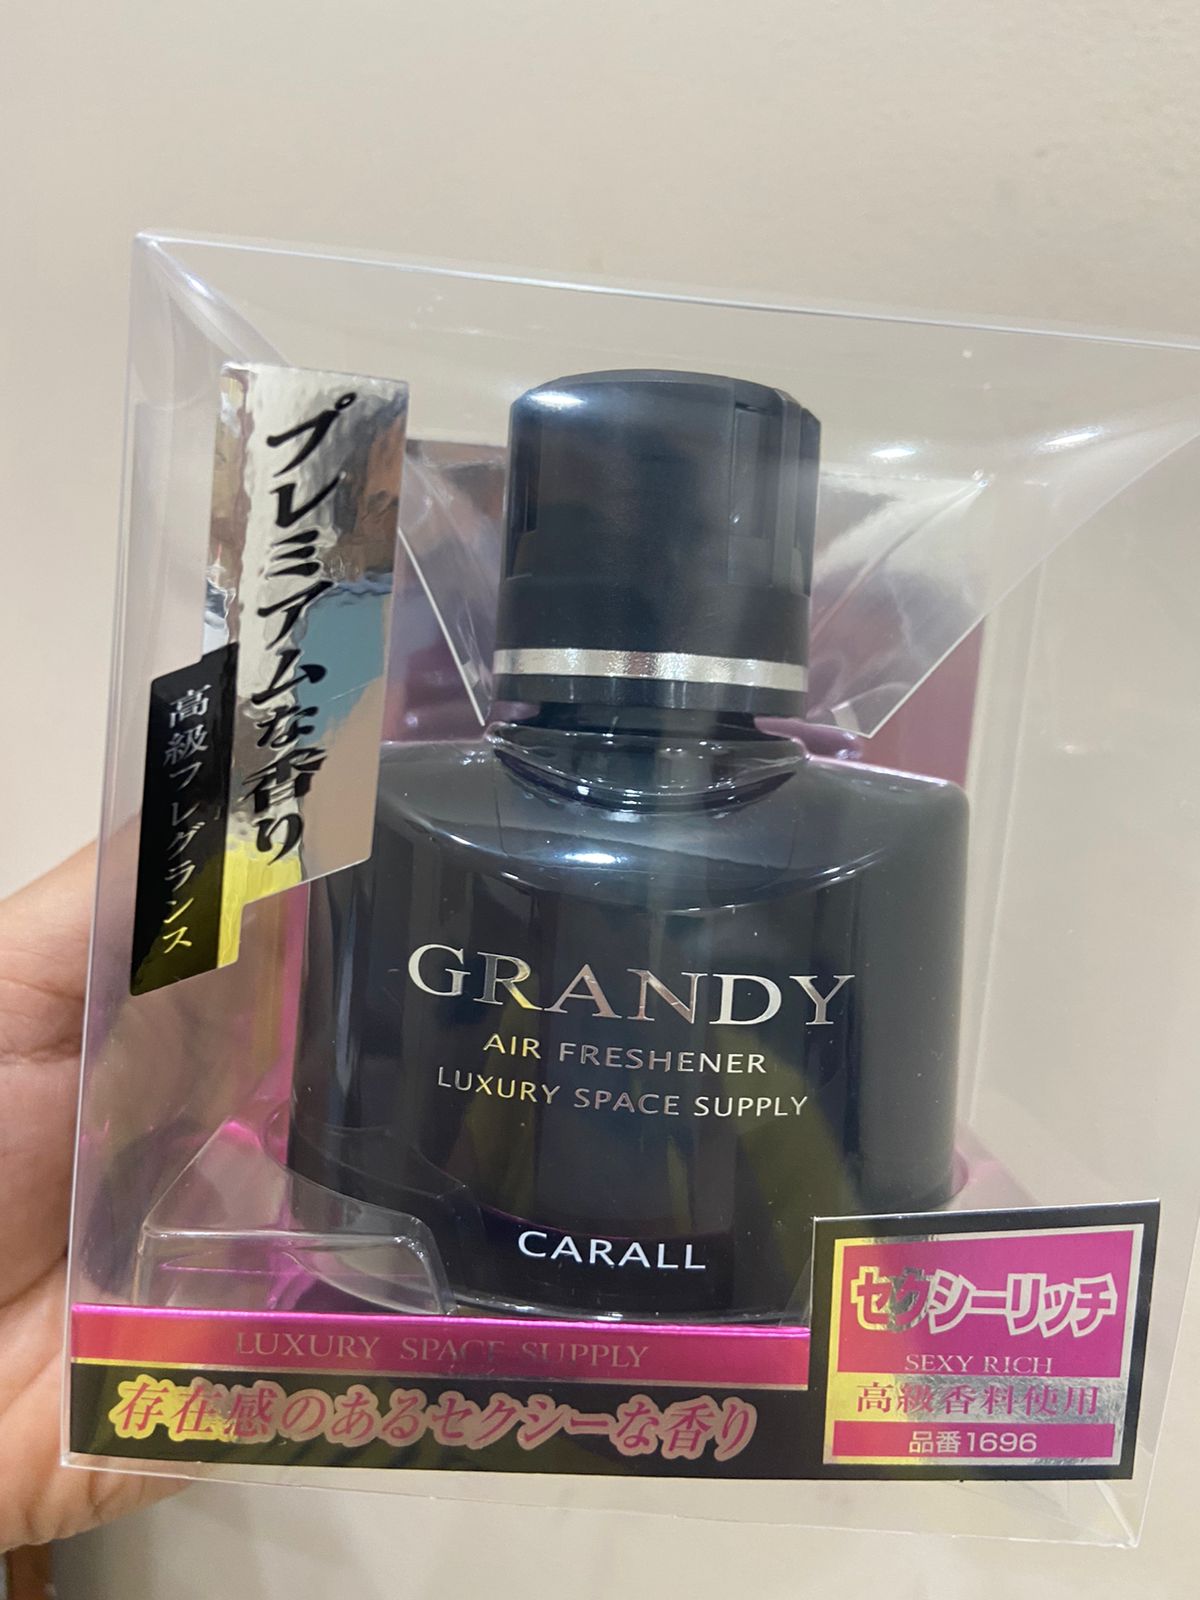 プレミアムな香り
高級フレグランス
GRANDY
AIR FRESHENER
LUXURY SPACE SUPPLY
CARALL
LUXURY SPACE SUPPLY
存在感のあるセクシーな香り
セクシーリッチ
SEXY RICH
高級香料使用
品番1696